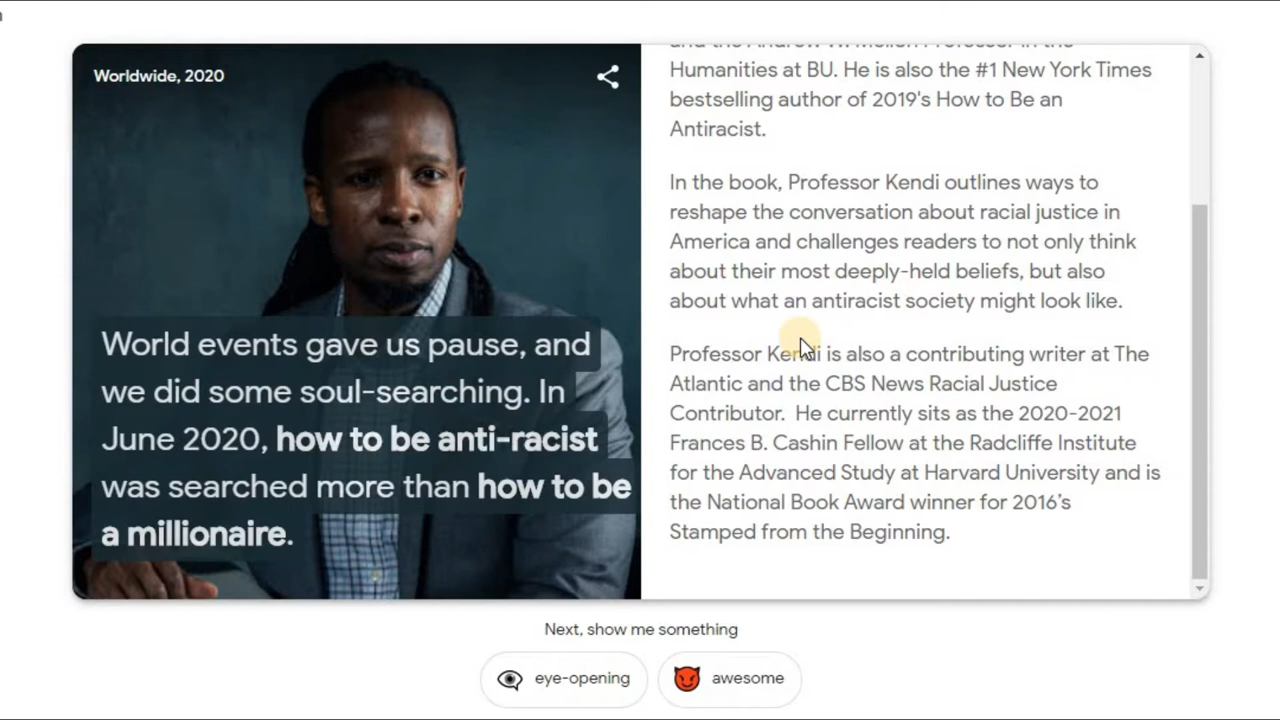 Worldwide, 2020
World events gave us pause, and
we did some soul-searching. In
June 2020, how to be anti-racist
was searched more than how to be
a millionaire.
Humanities at BU. He is also the #1 New York Times
bestselling author of 2019's How to Be an
Antiracist.
In the book, Professor Kendi outlines ways to
reshape the conversation about racial justice in
America and challenges readers to not only think
about their most deeply-held beliefs, but also
about what an antiracist society might look like.
Professor Kendi is also a contributing writer at The
Atlantic and the CBS News Racial Justice
Contributor.  He currently sits as the 2020-2021
Frances B. Cashin Fellow at the Radcliffe Institute
for the Advanced Study at Harvard University and is
the National Book Award winner for 2016’s
Stamped from the Beginning.
Next, show me something
eye-opening
awesome